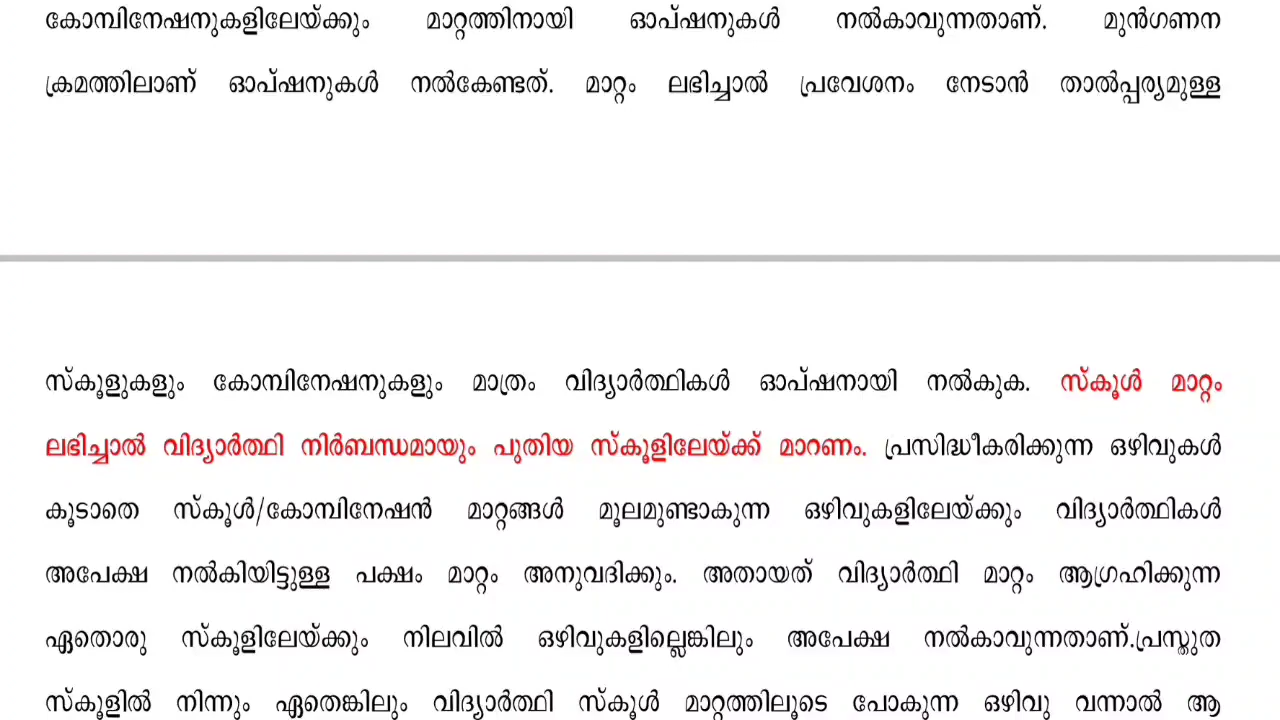 കോമ്പിനേഷനുകളിലേയ്ക്കും മാറ്റത്തിനായി ഓപ്ഷനുകൾ നൽകാവുന്നതാണ്. മുൻഗണന
ക്രമത്തിലാണ് ഓപ്ഷനുകൾ നൽകേണ്ടത്. മാറ്റം ലഭിച്ചാൽ പ്രവേശനം നേടാൻ താൽപ്പര്യമുള്ള
സ്കൂളുകളും കോമ്പിനേഷനുകളും മാത്രം വിദ്യാർത്ഥികൾ ഓപ്ഷനായി നൽകുക. സ്കൂൾ മാറ്റം
ലഭിച്ചാൽ വിദ്യാർത്ഥി നിർബന്ധമായും പുതിയ സ്കൂളിലേയ്ക്ക് മാറണം. പ്രസിദ്ധീകരിക്കുന്ന ഒഴിവുകൾ
കൂടാതെ സ്കൂൾ/കോമ്പിനേഷൻ മാറ്റങ്ങൾ മൂലമുണ്ടാകുന്ന ഒഴിവുകളിലേയ്ക്കും വിദ്യാർത്ഥികൾ
അപേക്ഷ നൽകിയിട്ടുള്ള പക്ഷം മാറ്റം അനുവദിക്കും. അതായത് വിദ്യാർത്ഥി മാറ്റം ആഗ്രഹിക്കുന്ന
ഏതൊരു സ്കൂളിലേയ്ക്കും നിലവിൽ ഒഴിവുകളില്ലെങ്കിലും അപേക്ഷ നൽകാവുന്നതാണ്.പ്രസ്തുത
സ്കൂളിൽ നിന്നും ഏതെങ്കിലും വിദ്യാർത്ഥി സ്കൂൾ മാറ്റത്തിലൂടെ പോകുന്ന ഒഴിവു വന്നാൽ ആ